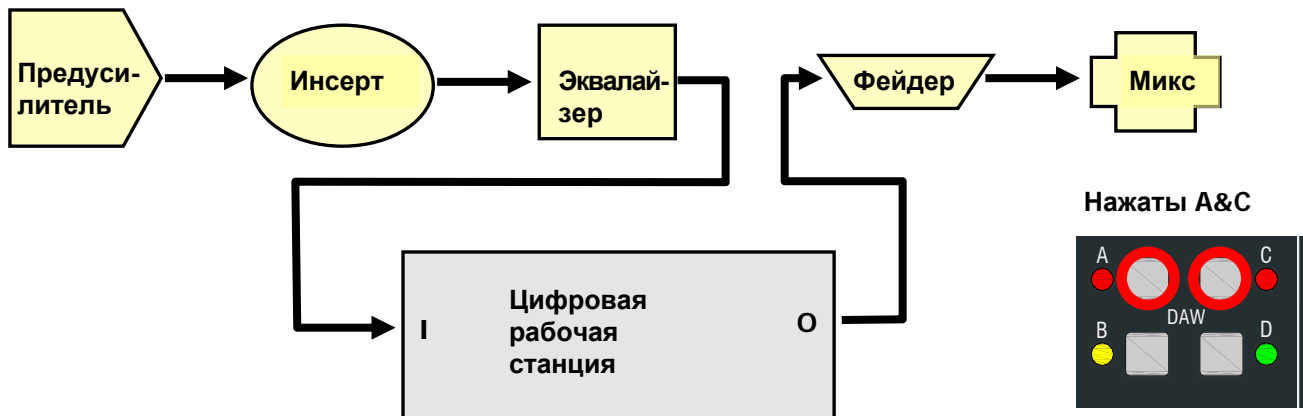 Предуси-
литель
Инсерт
Эквалай-
зер
Фейдер
Микс
Нажаты A&C
I
Цифровая
рабочая
станция
O
A
C
DAW
B
D